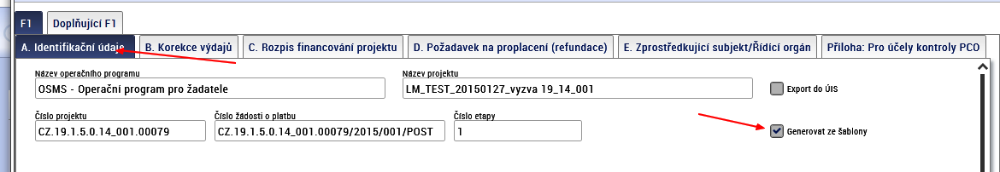 F1 Doplňující F1
A. Identifikační údaje B. Korekce výdajů C. Rozpis financování projektu D. Požadavek na proplacení (refundace) E. Zprostředkující subjekt/Řídící orgán Příloha: Pro účely kontroly PCO
Název operačního programu Název projektu
OSMS - Operační program pro žadatele LM_TEST_20150127_vyzva 19_14_001 Export do ÚIS
Číslo projektu Číslo žádosti o platbu Číslo etapy
CZ.19.1.5.0.14_001.00079 CZ.19.1.5.0.14_001.00079/2015/001/POST 1 Generovat ze šablony